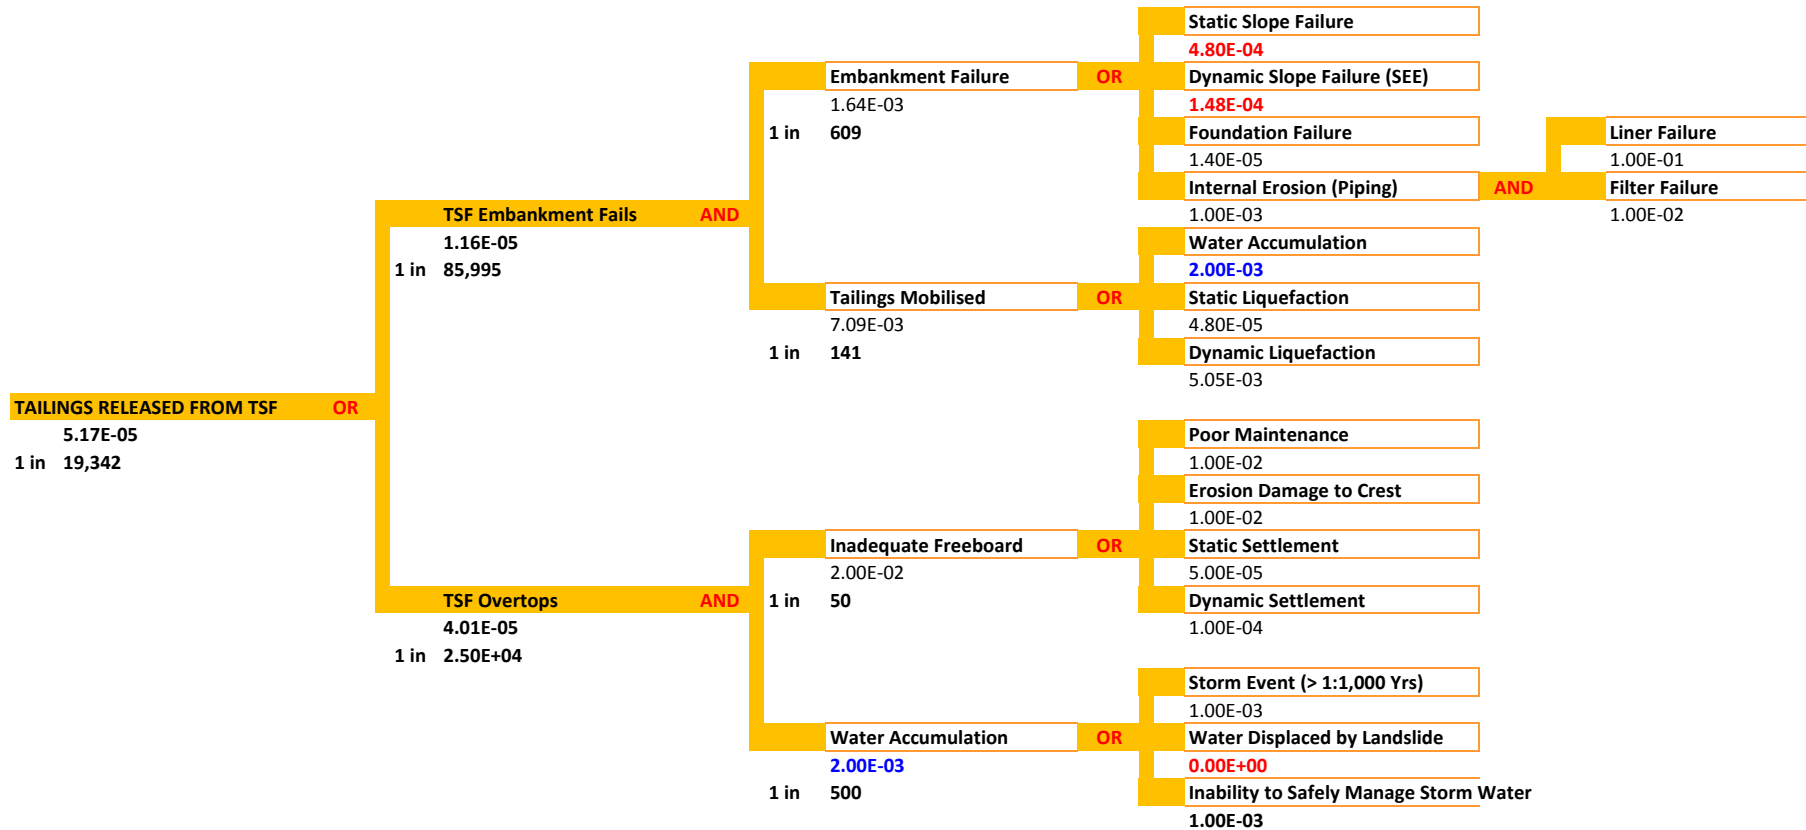 Static Slope Failure
4.80E-04
Embankment Failure OR Dynamic Slope Failure (SEE)
1.64E-03 1.48E-04
1 in 609 Foundation Failure Liner Failure
1.40E-05 1.00E-01
Internal Erosion (Piping) AND Filter Failure
TSF Embankment Fails AND 1.00E-03 1.00E-02
1.16E-05 Water Accumulation
1 in 85,995 2.00E-03
Tailings Mobilised OR Static Liquefaction
7.09E-03 4.80E-05
1 in 141 Dynamic Liquefaction
5.05E-03
TAILINGS RELEASED FROM TSF OR
5.17E-05 Poor Maintenance
1 in 19,342 1.00E-02
Erosion Damage to Crest
1.00E-02
Inadequate Freeboard OR Static Settlement
2.00E-02 5.00E-05
TSF Overtops AND 1 in 50 Dynamic Settlement
4.01E-05 1.00E-04
1 in 2.50E+04
Storm Event (> 1:1,000 Yrs)
1.00E-03
Water Accumulation OR Water Displaced by Landslide
2.00E-03 0.00E+00
1 in 500 Inability to Safely Manage Storm Water
1.00E-03